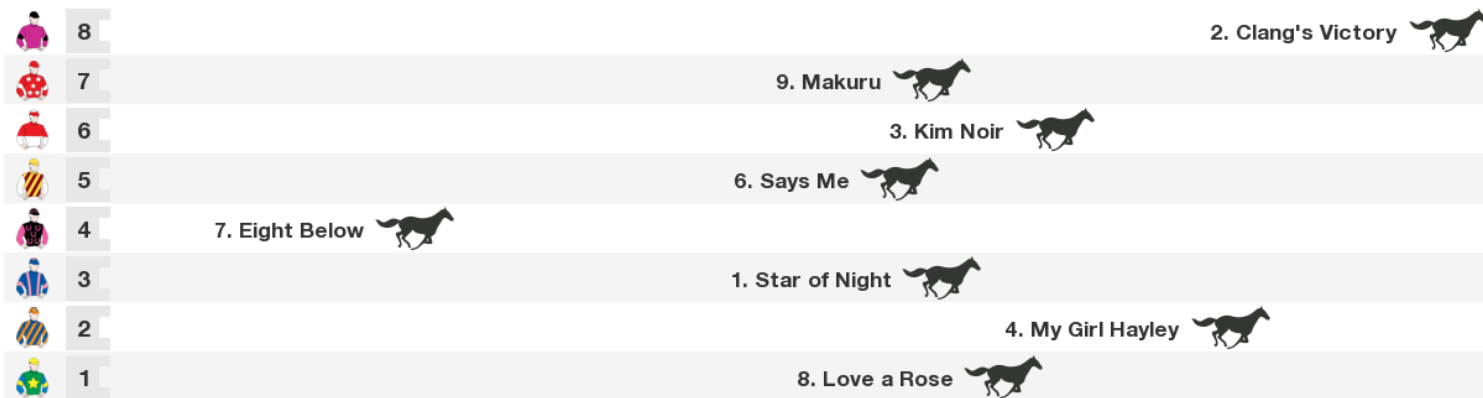 8 2. Clang's Victory
7 9. Makuru
6 3. Kim Noir
5 6. Says Me
4 7. Eight Below
3 1. Star of Night
2 4. My Girl Hayley
1 8. Love a Rose